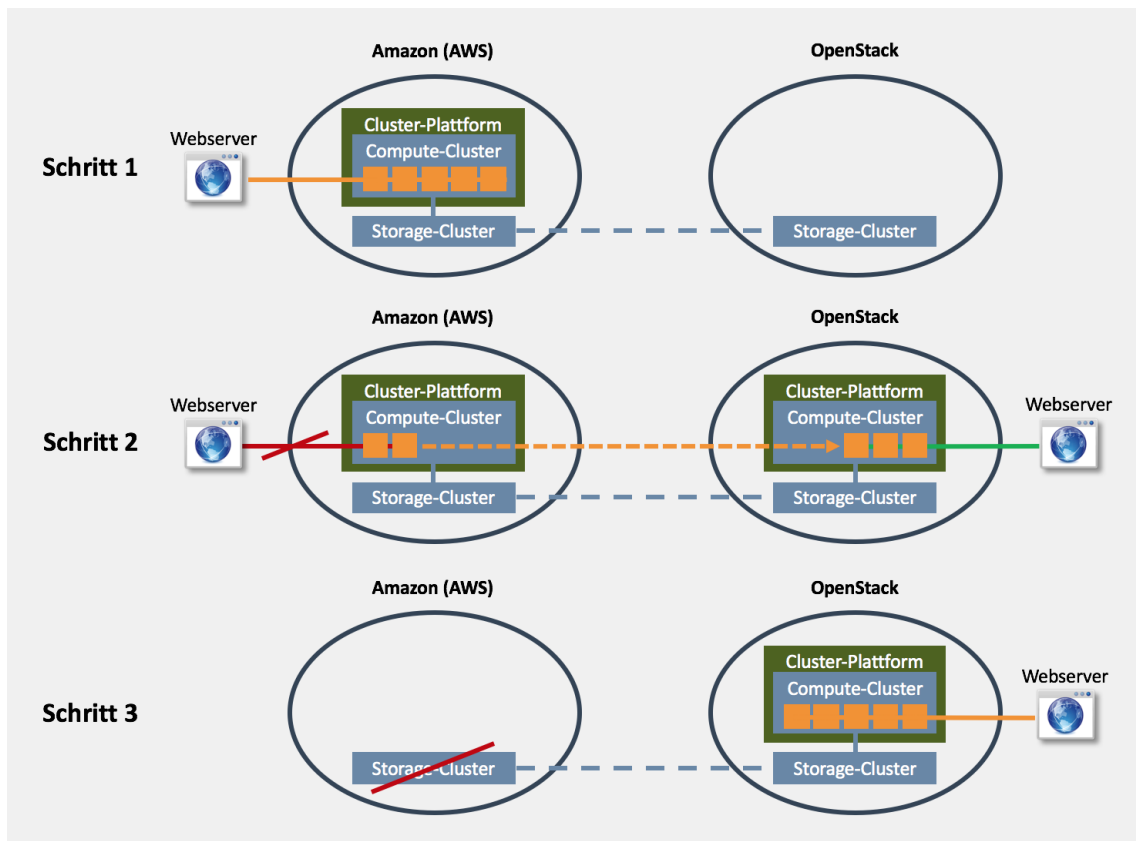 Amazon (AWS)
OpenStack
Schritt 1
Webserver
Cluster-Plattform
Compute-Cluster
Storage-Cluster
Storage-Cluster
Amazon (AWS)
OpenStack
Schritt 2
Webserver
Cluster-Plattform
Compute-Cluster
Storage-Cluster
Cluster-Plattform
Compute-Cluster
Storage-Cluster
Webserver
Amazon (AWS)
OpenStack
Schritt 3
Storage-Cluster
Cluster-Plattform
Compute-Cluster
Storage-Cluster
Webserver